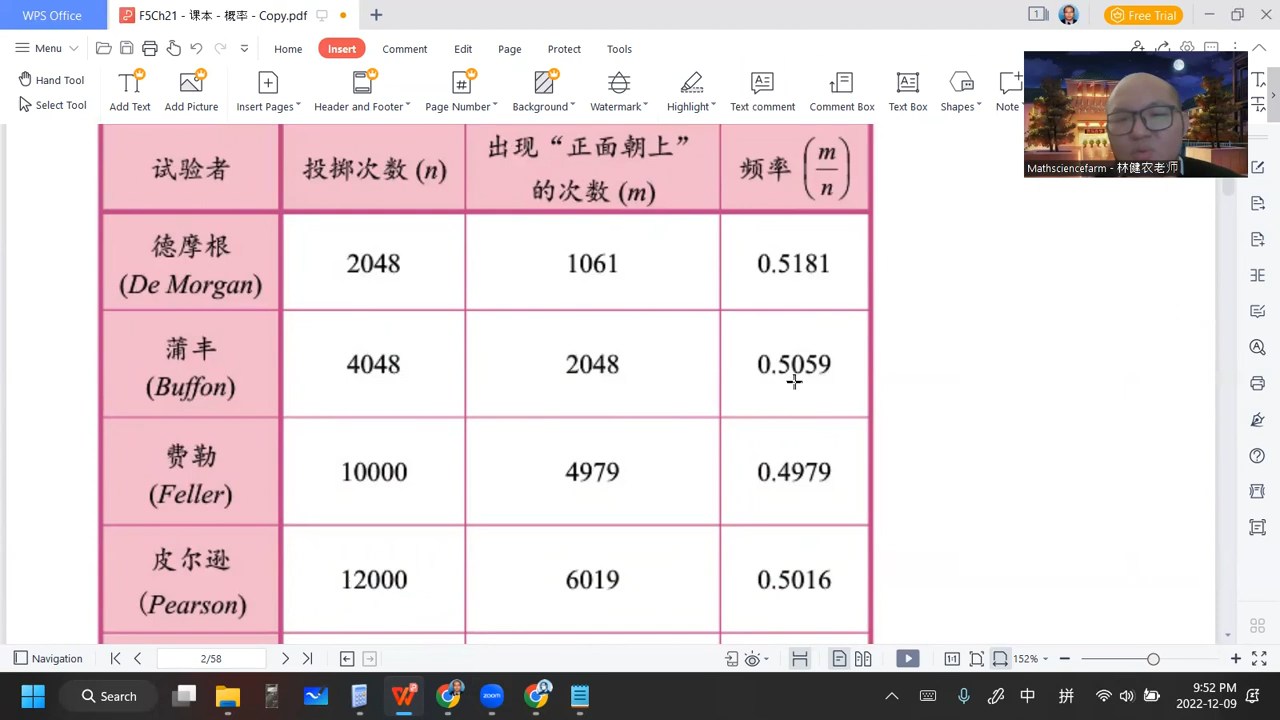 WPS Office
F5Ch21 - 课本 - 概率 - Copy.pdf
Free Trial
Menu
Home
Insert
Comment
Edit
Page
Protect
Tools
Hand Tool
Select Tool
Add Text
Add Picture
Insert Pages
Header and Footer
Page Number
Background
Watermark
Highlight
Text comment
Comment Box
Text Box
Shapes
Note
Mathsciencefarm - 林健农老师
试验者
投掷次数 (n)
出现“正面朝上”
的次数 (m)
频率 (m/n)
德摩根
(De Morgan)
2048
1061
0.5181
蒲丰
(Buffon)
4048
2048
0.5059
费勒
(Feller)
10000
4979
0.4979
皮尔逊
(Pearson)
12000
6019
0.5016
Navigation
2/58
152%
Search
中
拼
9:52 PM
2022-12-09